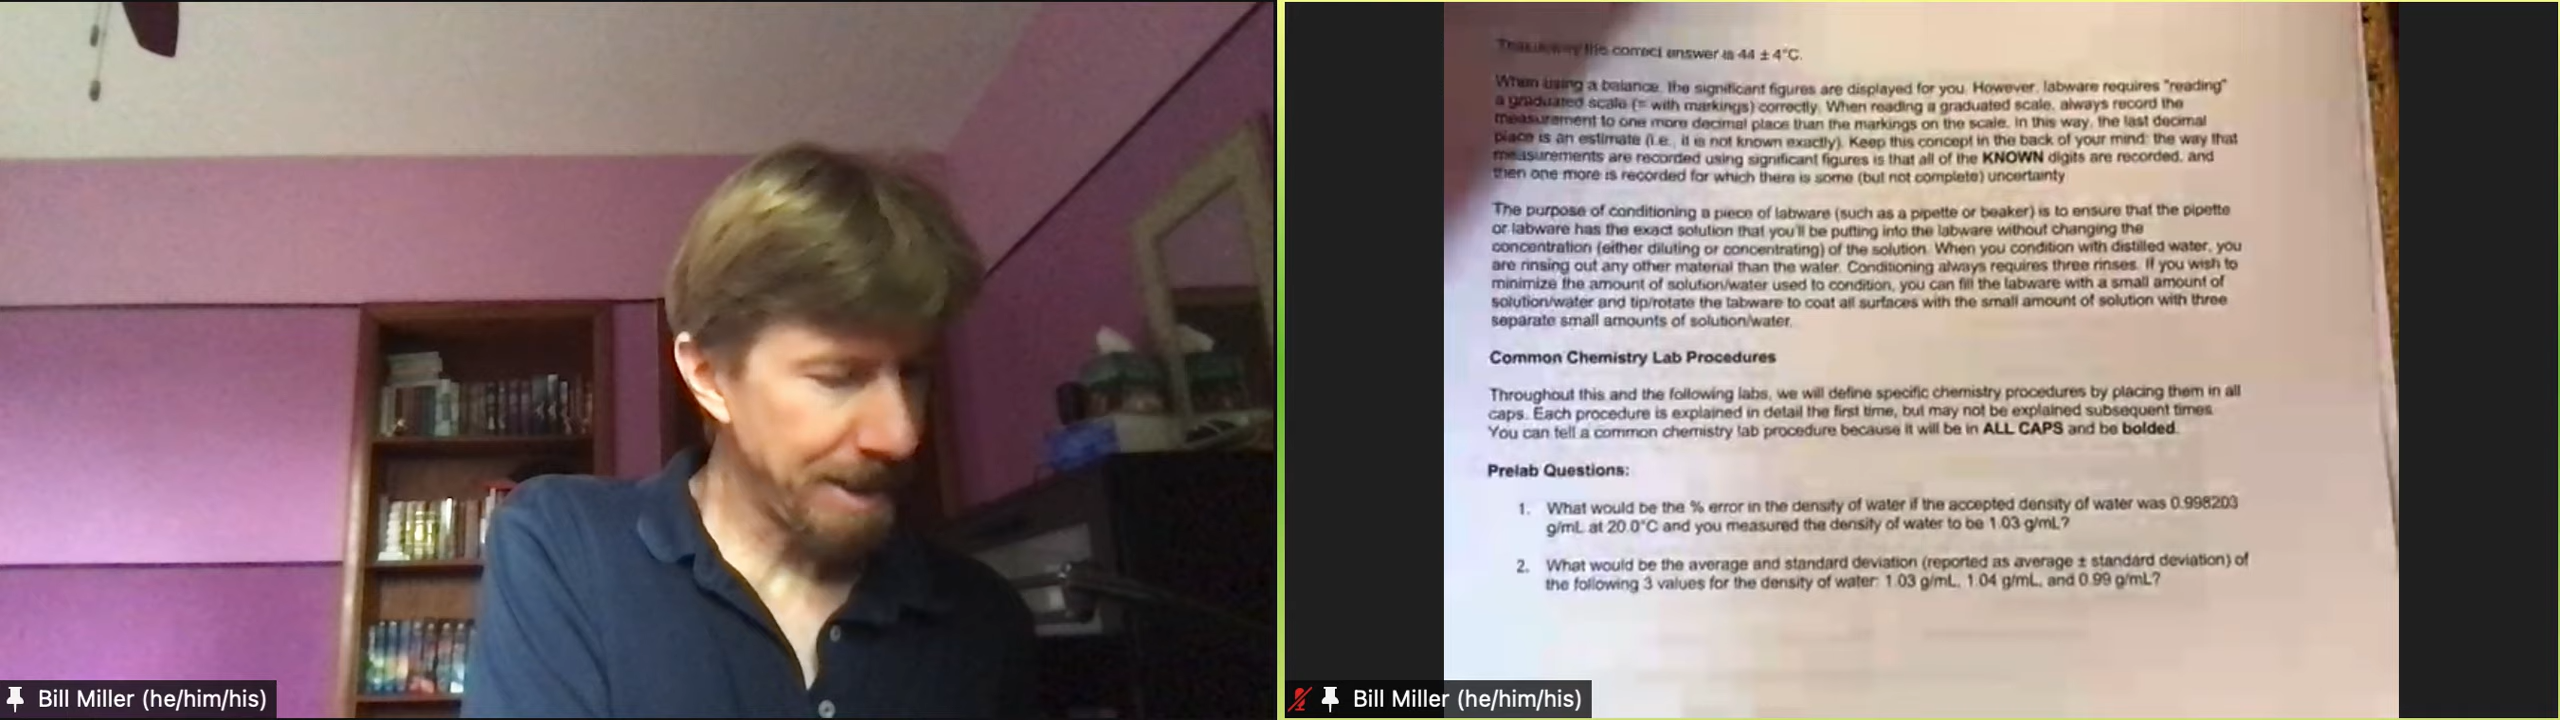 the correct answer is 44 ± 4°C.
When using a balance, the significant figures are displayed for you. However, labware requires "reading"
a graduated scale (= with markings) correctly. When reading a graduated scale, always record the
measurement to one more decimal place than the markings on the scale. In this way, the last decimal
place is an estimate (i.e., it is not known exactly). Keep this concept in the back of your mind: the way that
measurements are recorded using significant figures is that all of the KNOWN digits are recorded, and
then one more is recorded for which there is some (but not complete) uncertainty
The purpose of conditioning a piece of labware (such as a pipette or beaker) is to ensure that the pipette
or labware has the exact solution that you'll be putting into the labware without changing the
concentration (either diluting or concentrating) of the solution. When you condition with distilled water, you
are rinsing out any other material than the water. Conditioning always requires three rinses. If you wish to
minimize the amount of solution/water used to condition, you can fill the labware with a small amount of
solution/water and tip/rotate the labware to coat all surfaces with the small amount of solution with three
separate small amounts of solution/water.
Common Chemistry Lab Procedures
Throughout this and the following labs, we will define specific chemistry procedures by placing them in all
caps. Each procedure is explained in detail the first time, but may not be explained subsequent times.
You can tell a common chemistry lab procedure because it will be in ALL CAPS and be bolded.
Prelab Questions:
1. What would be the % error in the density of water if the accepted density of water was 0.998203
g/mL at 20.0°C and you measured the density of water to be 1.03 g/mL?
2. What would be the average and standard deviation (reported as average ± standard deviation) of
the following 3 values for the density of water: 1.03 g/mL, 1.04 g/mL, and 0.99 g/mL?
Bill Miller (he/him/his)
Bill Miller (he/him/his)